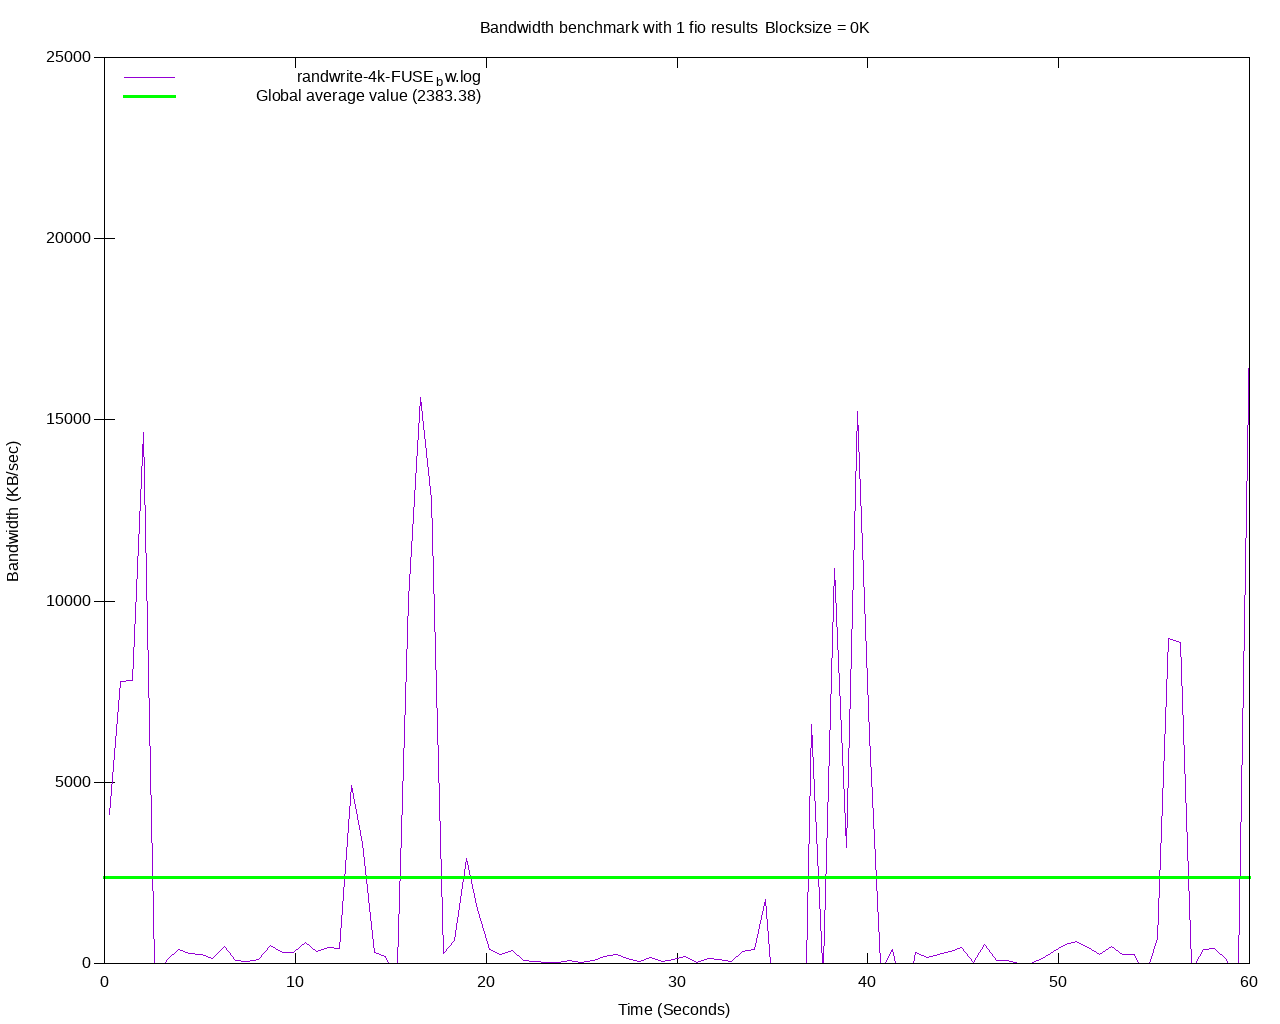 Bandwidth benchmark with 1 fio results Blocksize = 0K
25000
randwrite-4k-FUSE_bw.log
Global average value (2383.38)
20000
15000
Bandwidth (KB/sec)
10000
5000
0
0 10 20 30 40 50 60
Time (Seconds)